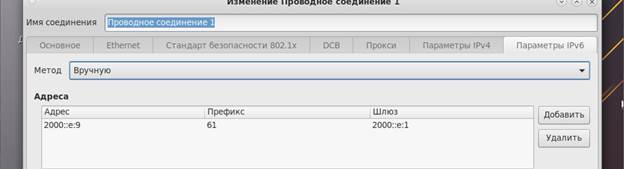 Изменение Проводное соединение 1
Имя соединения Проводное соединение 1
Основное Ethernet Стандарт безопасности 802.1x DCB Прокси Параметры IPv4 Параметры IPv6
Метод Вручную
Адреса
Адрес Префикс Шлюз
2000::e:9 61 2000::e:1
Добавить
Удалить